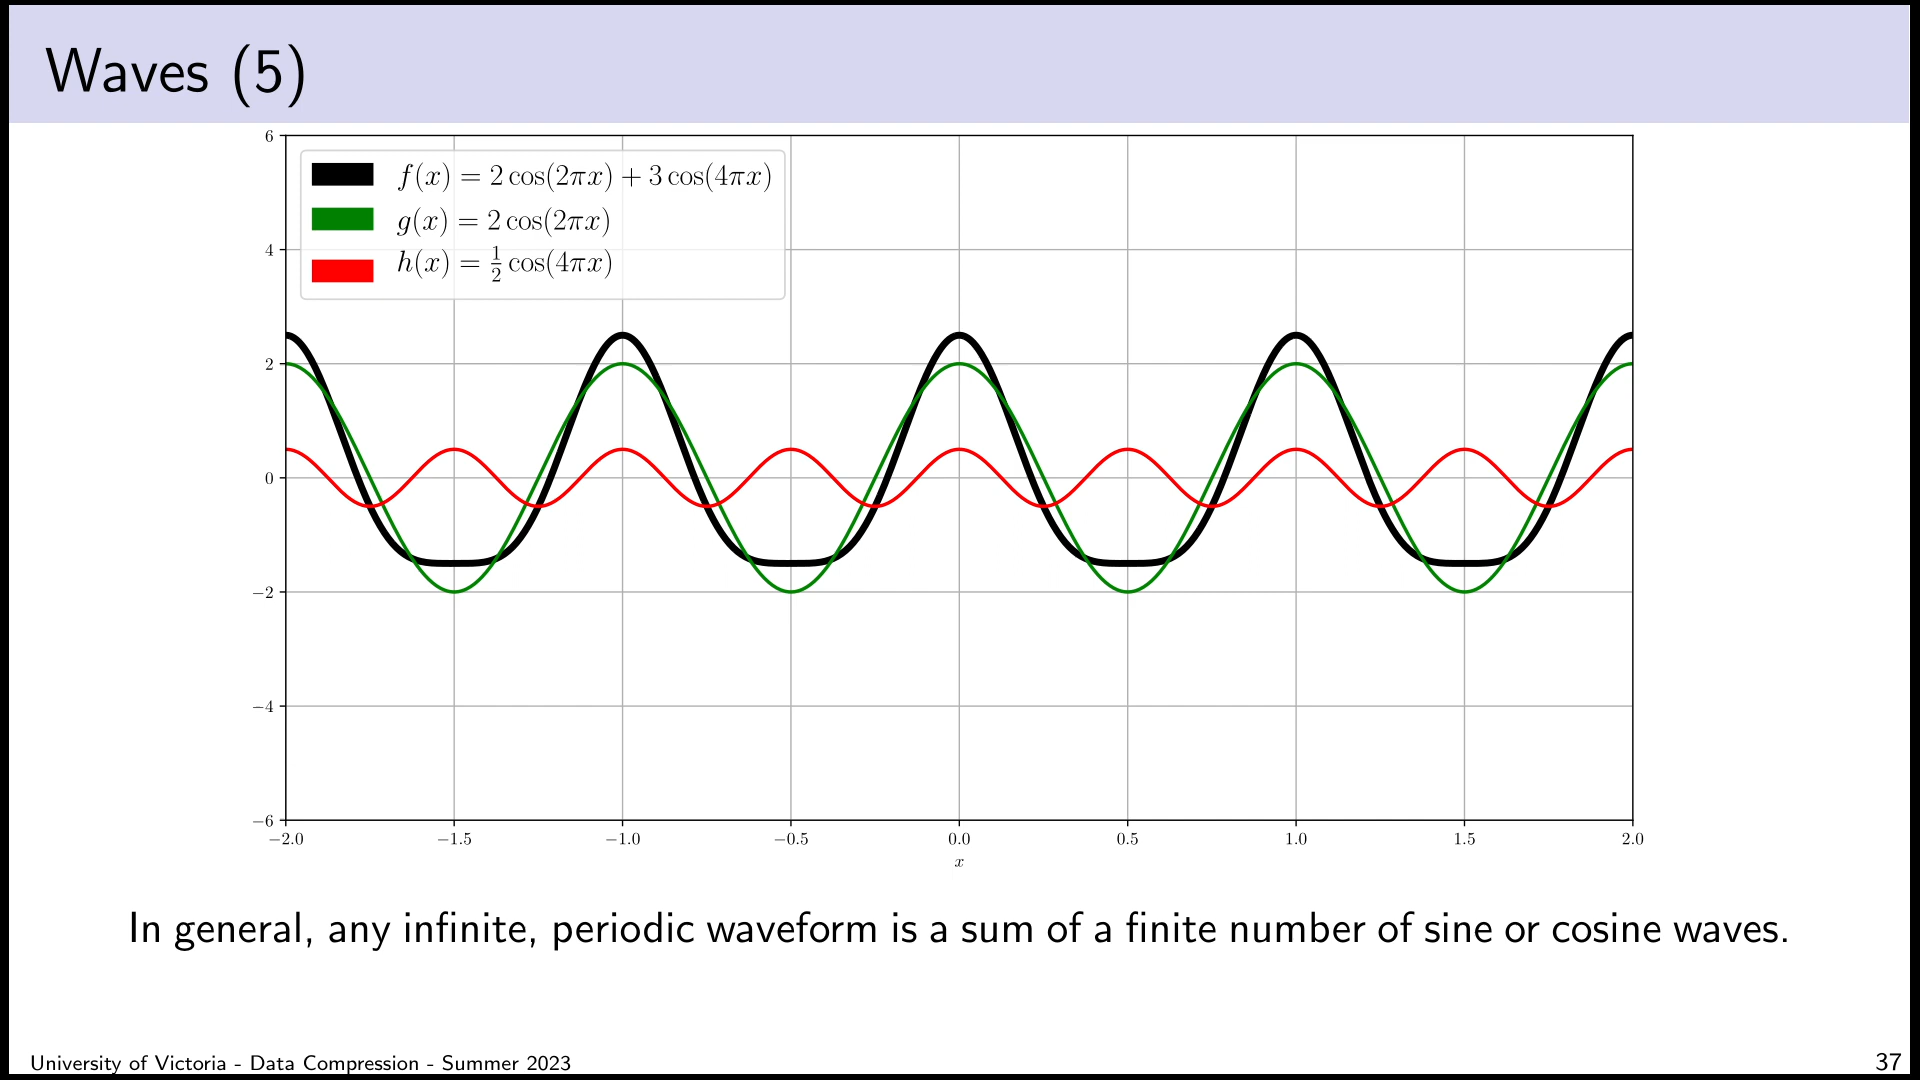 Waves (5)
f(x) = 2 cos(2πx) + 3 cos(4πx)
g(x) = 2 cos(2πx)
h(x) = 1/2 cos(4πx)
6
4
2
0
−2
−4
−6
−2.0 −1.5 −1.0 −0.5 0.0 0.5 1.0 1.5 2.0
x
In general, any infinite, periodic waveform is a sum of a finite number of sine or cosine waves.
University of Victoria - Data Compression - Summer 2023 37